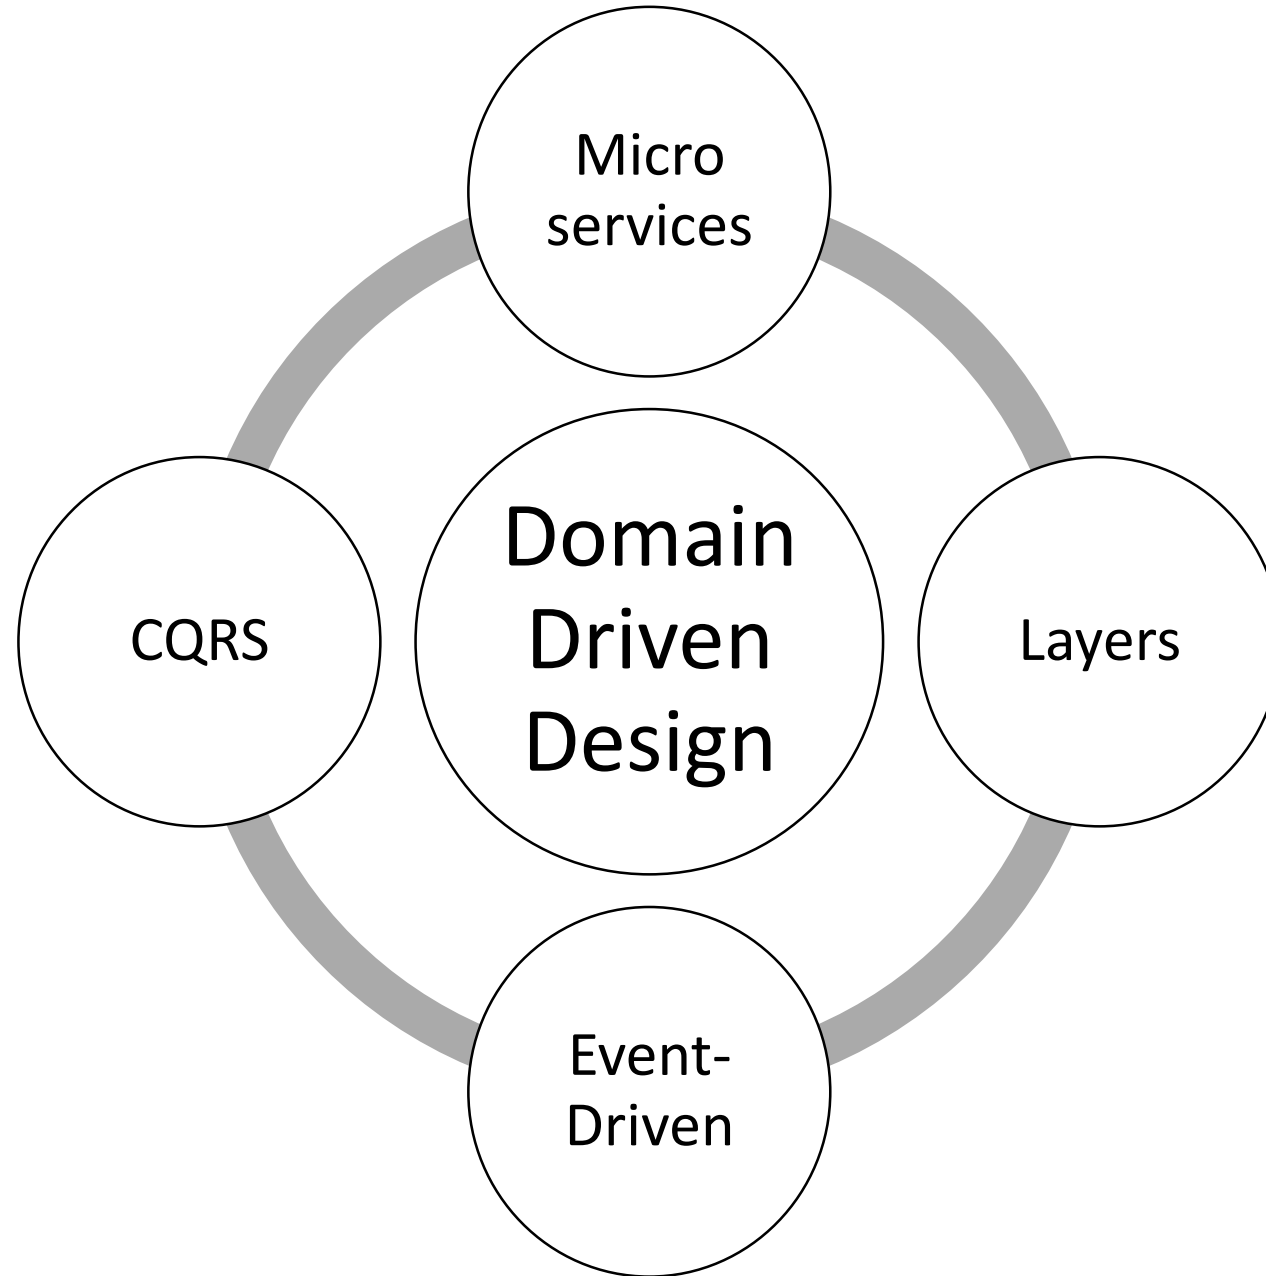 Micro
services
CQRS
Domain
Driven
Design
Layers
Event-
Driven